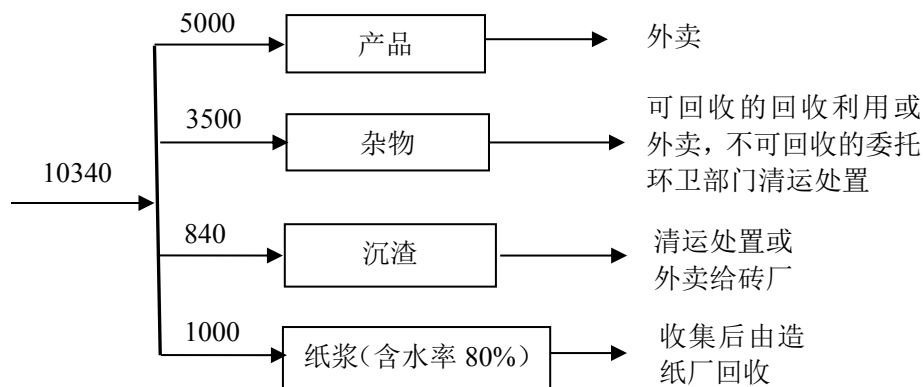 5000
产品
外卖
3500
杂物
可回收的回收利用或
外卖，不可回收的委托
环卫部门清运处置
10340
840
沉渣
清运处置或
外卖给砖厂
1000
纸浆（含水率 80%）
收集后由造
纸厂回收